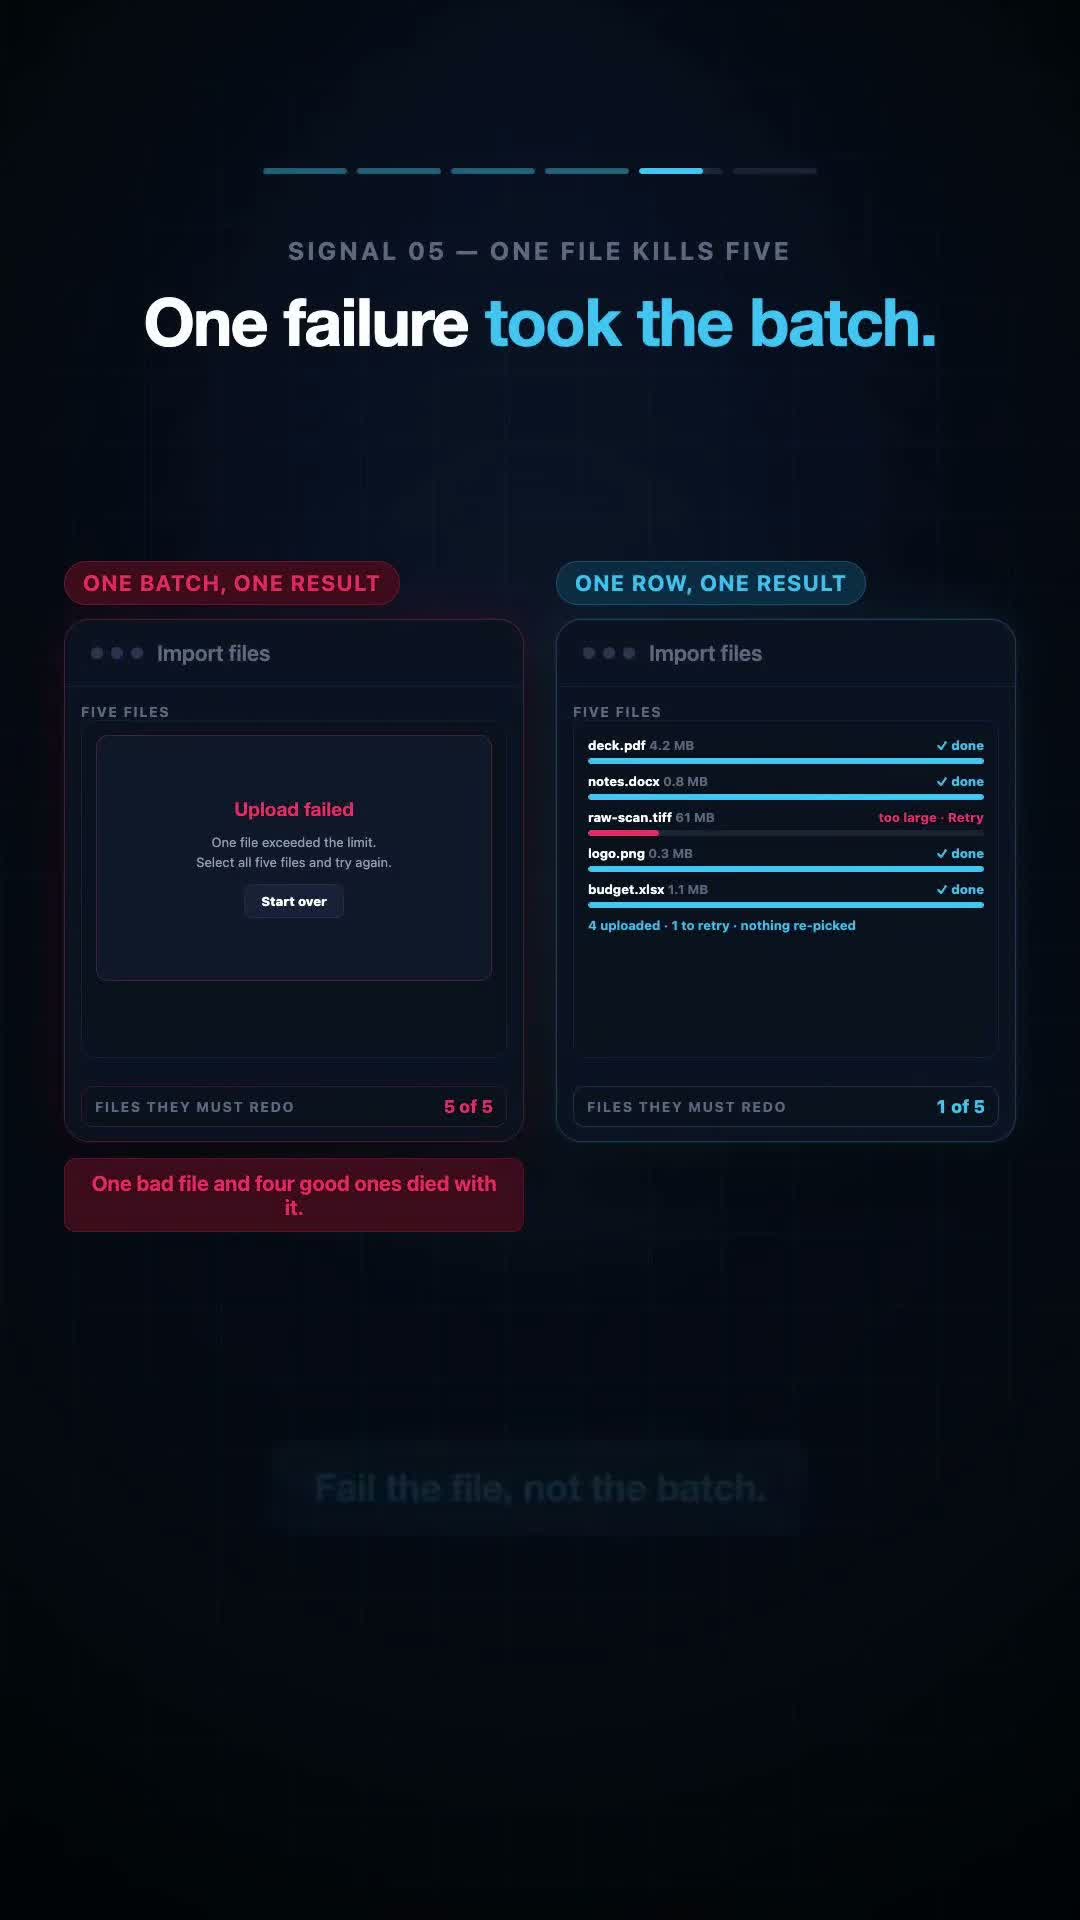 SIGNAL 05 — ONE FILE KILLS FIVE
One failure took the batch.
ONE BATCH, ONE RESULT
Import files
FIVE FILES
Upload failed
One file exceeded the limit.
Select all five files and try again.
Start over
FILES THEY MUST REDO 5 of 5
One bad file and four good ones died with
it.
ONE ROW, ONE RESULT
Import files
FIVE FILES
deck.pdf 4.2 MB ✓ done
notes.docx 0.8 MB ✓ done
raw-scan.tiff 61 MB too large · Retry
logo.png 0.3 MB ✓ done
budget.xlsx 1.1 MB ✓ done
4 uploaded · 1 to retry · nothing re-picked
FILES THEY MUST REDO 1 of 5
Fail the file, not the batch.